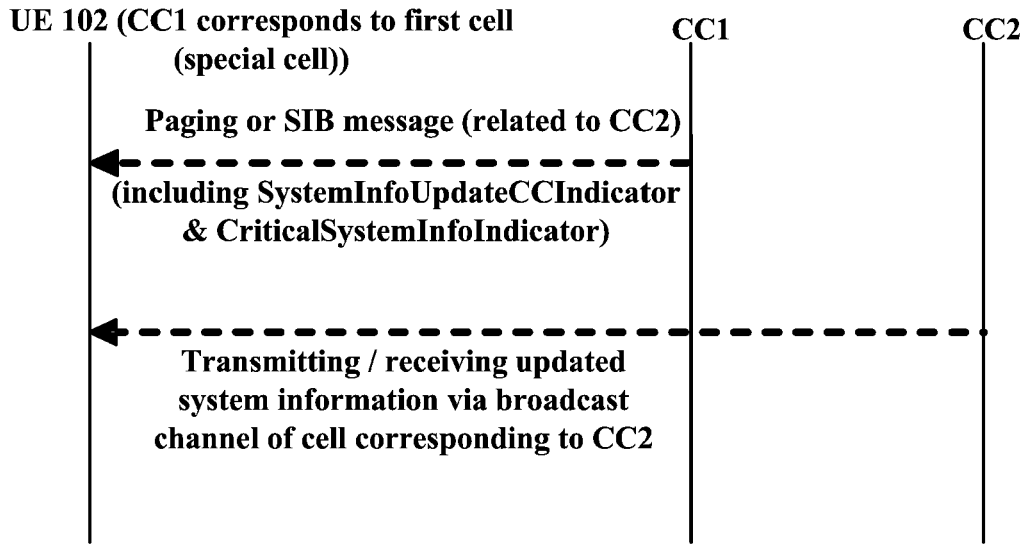 UE 102 (CC1 corresponds to first cell
(special cell))
CC1
CC2
Paging or SIB message (related to CC2)
(including SystemInfoUpdateCCIndicator
& CriticalSystemInfoIndicator)
Transmitting / receiving updated
system information via broadcast
channel of cell corresponding to CC2